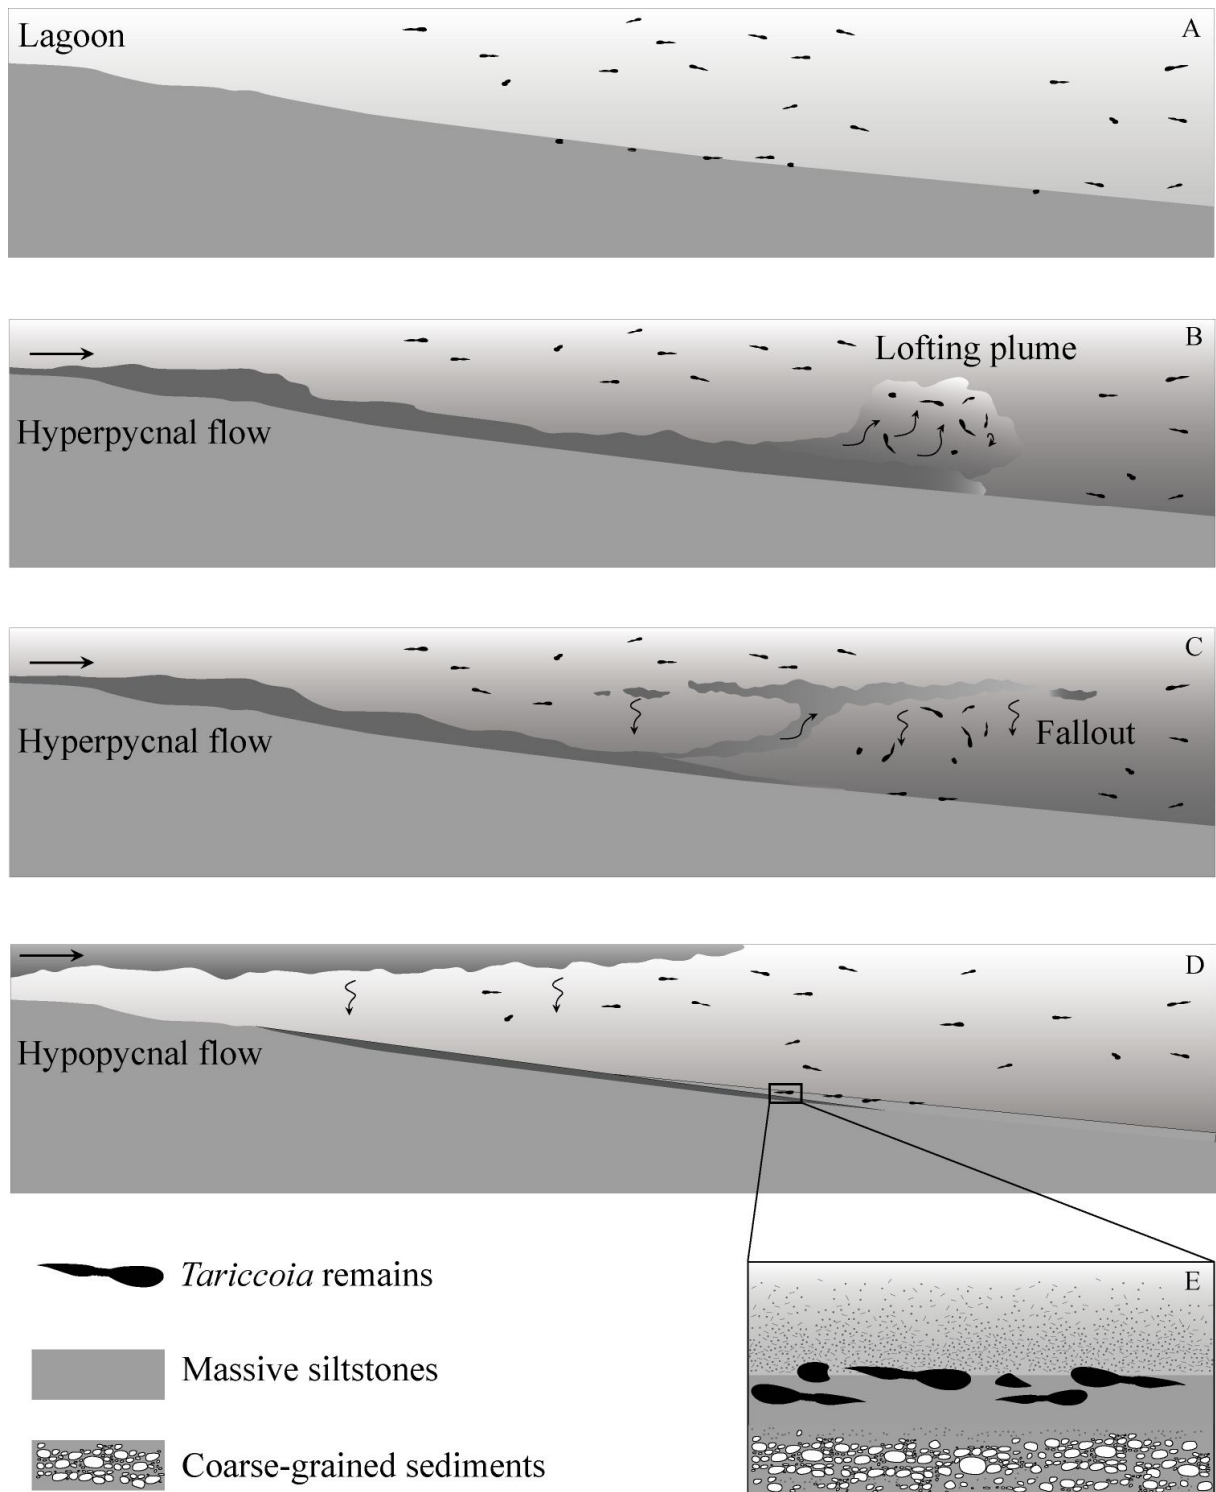 Lagoon
A
B
Lofting plume
Hyperpycnal flow
C
Hyperpycnal flow
Fallout
D
Hypopycnal flow
E
Tariccoia remains
Massive siltstones
Coarse-grained sediments